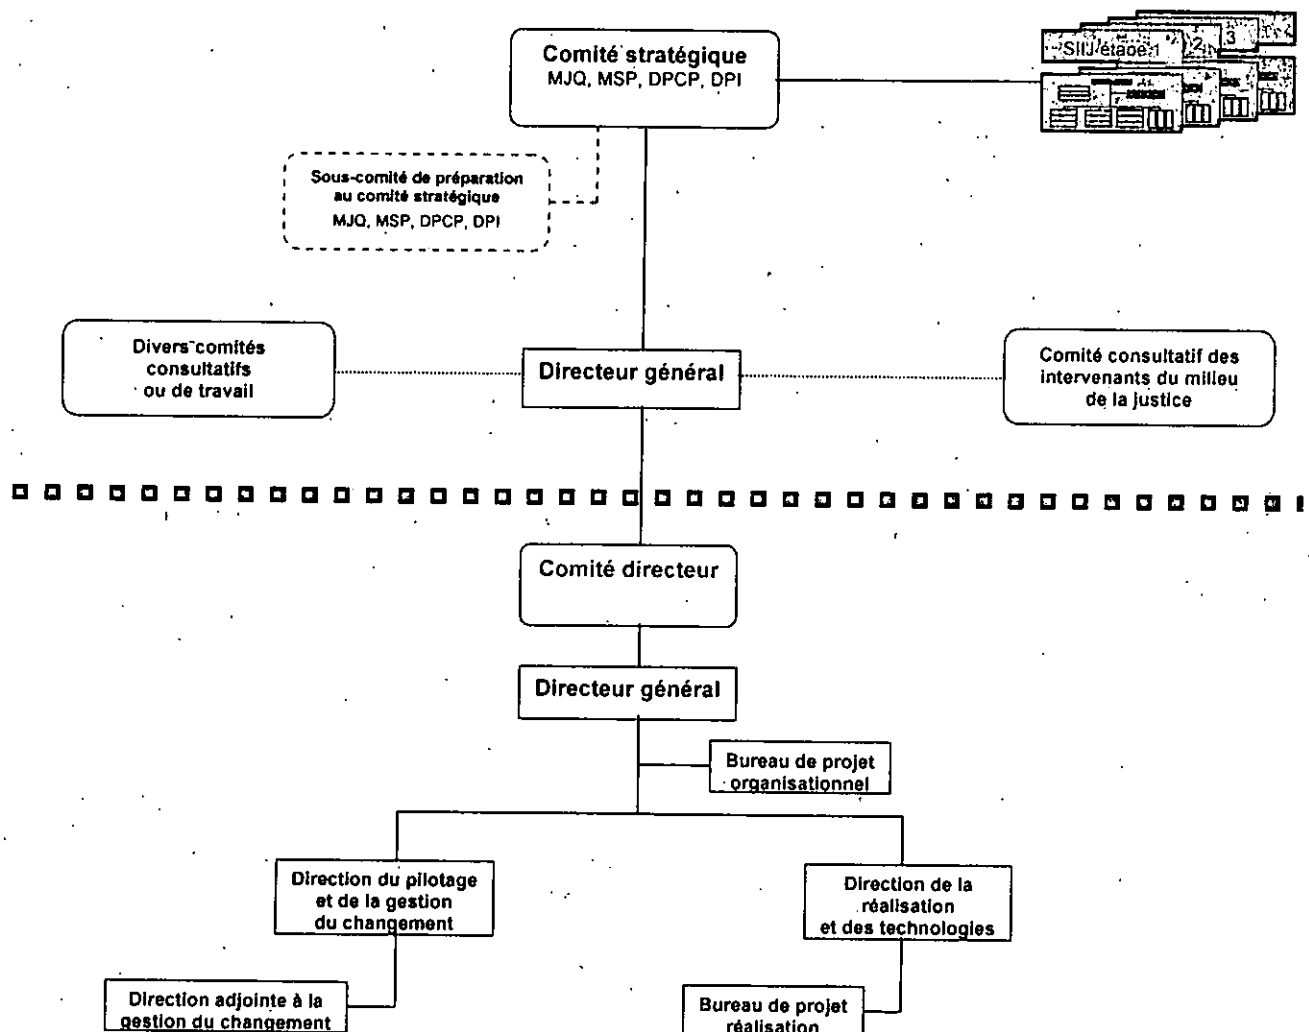 Comité stratégique
MJQ, MSP, DPCP, DPI
SIIJ étape 1
2
3
Sous-comité de préparation
au comité stratégique
MJQ, MSP, DPCP, DPI
Divers comités
consultatifs
ou de travail
Directeur général
Comité consultatif des
intervenants du milieu
de la justice
Comité directeur
Directeur général
Bureau de projet
organisationnel
Direction du pilotage
et de la gestion
du changement
Direction de la
réalisation
et des technologies
Direction adjointe à la
gestion du changement
Bureau de projet
réalisation